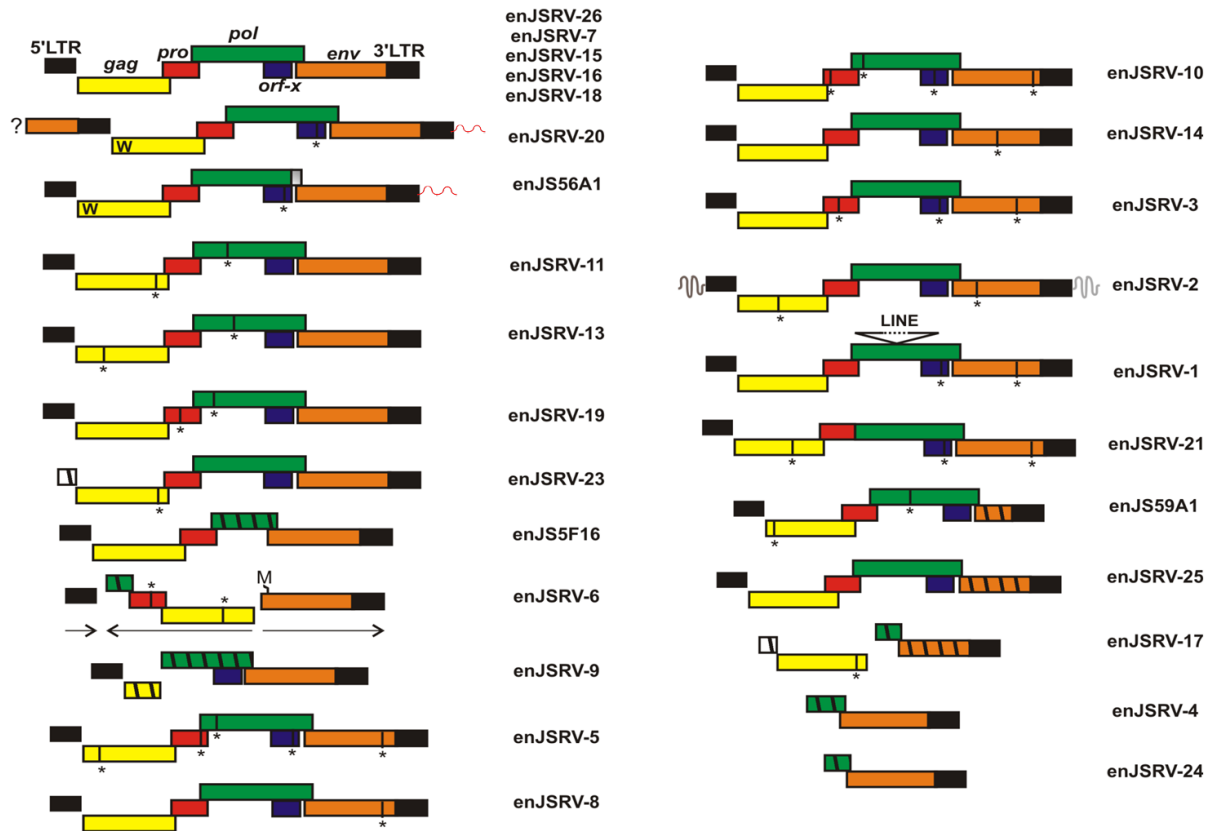 5'LTR
gag
pro
pol
orf-x
env
3'LTR
enJSRV-26
enJSRV-7
enJSRV-15
enJSRV-16
enJSRV-18
?
W
*
enJSRV-20
W
*
enJS56A1
*
*
enJSRV-11
*
*
enJSRV-13
*
*
enJSRV-19
*
enJSRV-23
enJS5F16
*
*
M
enJSRV-6
enJSRV-9
*
*
*
*
*
enJSRV-5
*
enJSRV-8
*
*
*
*
enJSRV-10
*
enJSRV-14
*
*
*
enJSRV-3
*
*
enJSRV-2
LINE
*
*
enJSRV-1
*
*
*
enJSRV-21
*
*
enJS59A1
enJSRV-25
*
enJSRV-17
enJSRV-4
enJSRV-24